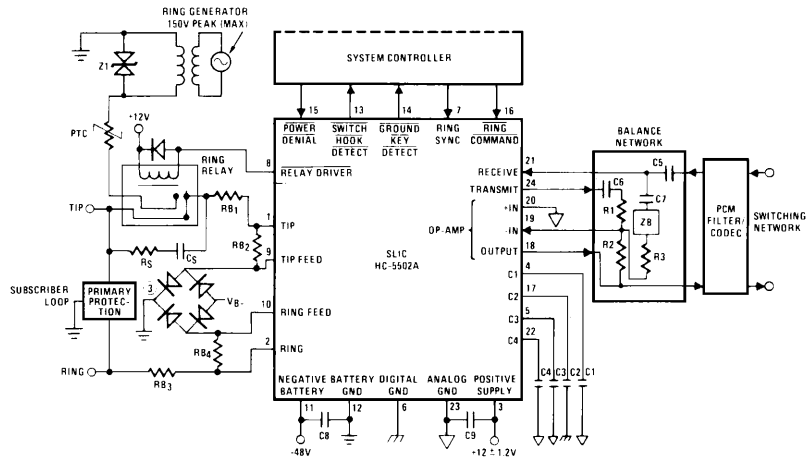 RING GENERATOR
150V PEAK (MAX)
Z1
SYSTEM CONTROLLER
+12V
PTC
RING
RELAY
15
13
14
7
16
POWER
DENIAL
SWITCH
HOOK
DETECT
GROUND
KEY
DETECT
RING
SYNC
RING
COMMAND
BALANCE
NETWORK
8
RELAY DRIVER
RECEIVE
21
C5
TRANSMIT
24
C6
C7
TIP
RB1
+IN
20
R1
ZB
PCM
FILTER/
CODEC
SWITCHING
NETWORK
1
TIP
OP-AMP
-IN
19
RS
CS
RB2
SLIC
HC-5502A
OUTPUT
18
R2
R3
9
TIP FEED
C1
4
SUBSCRIBER
LOOP
PRIMARY
PROTEC-
TION
3
VB-
10
RING FEED
C2
17
C3
5
C4
22
RB4
2
RING
RING
RB3
C4
C3
C2
C1
NEGATIVE
BATTERY
BATTERY
GND
DIGITAL
GND
ANALOG
GND
POSITIVE
SUPPLY
11
12
6
23
3
C8
C9
-48V
+12 ± 1.2V